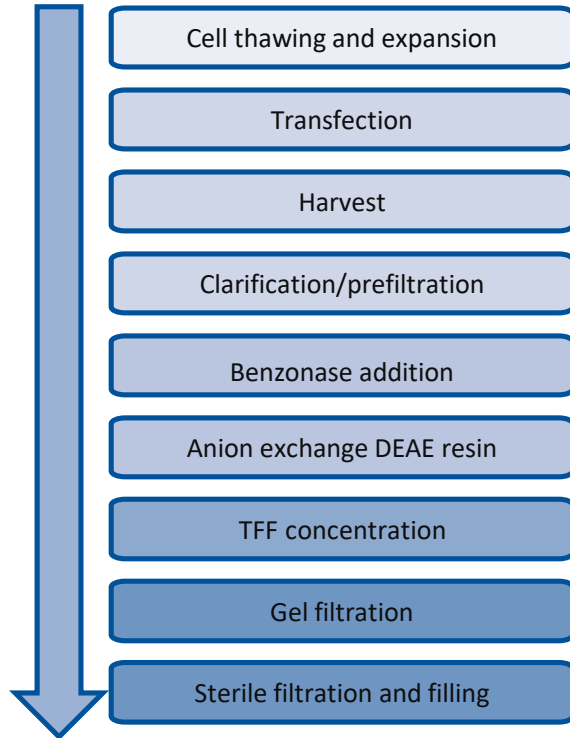 Cell thawing and expansion
Transfection
Harvest
Clarification/prefiltration
Benzonase addition
Anion exchange DEAE resin
TFF concentration
Gel filtration
Sterile filtration and filling